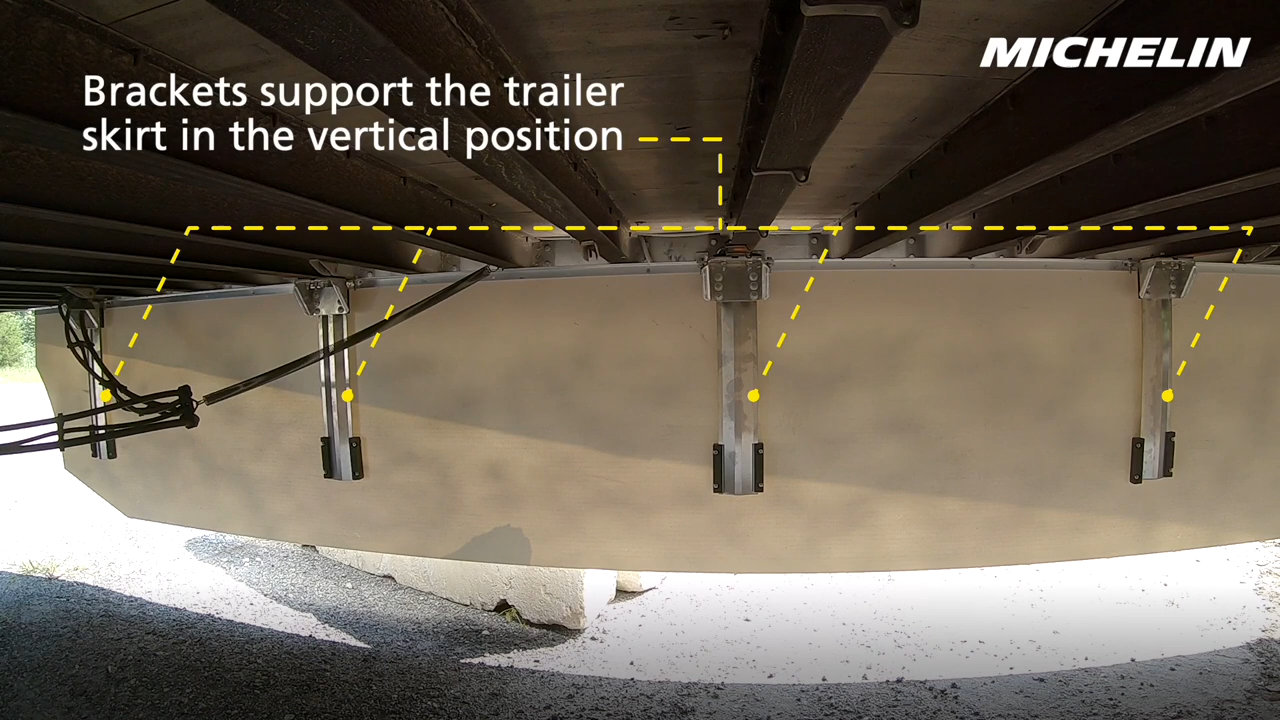 MICHELIN
Brackets support the trailer
skirt in the vertical position